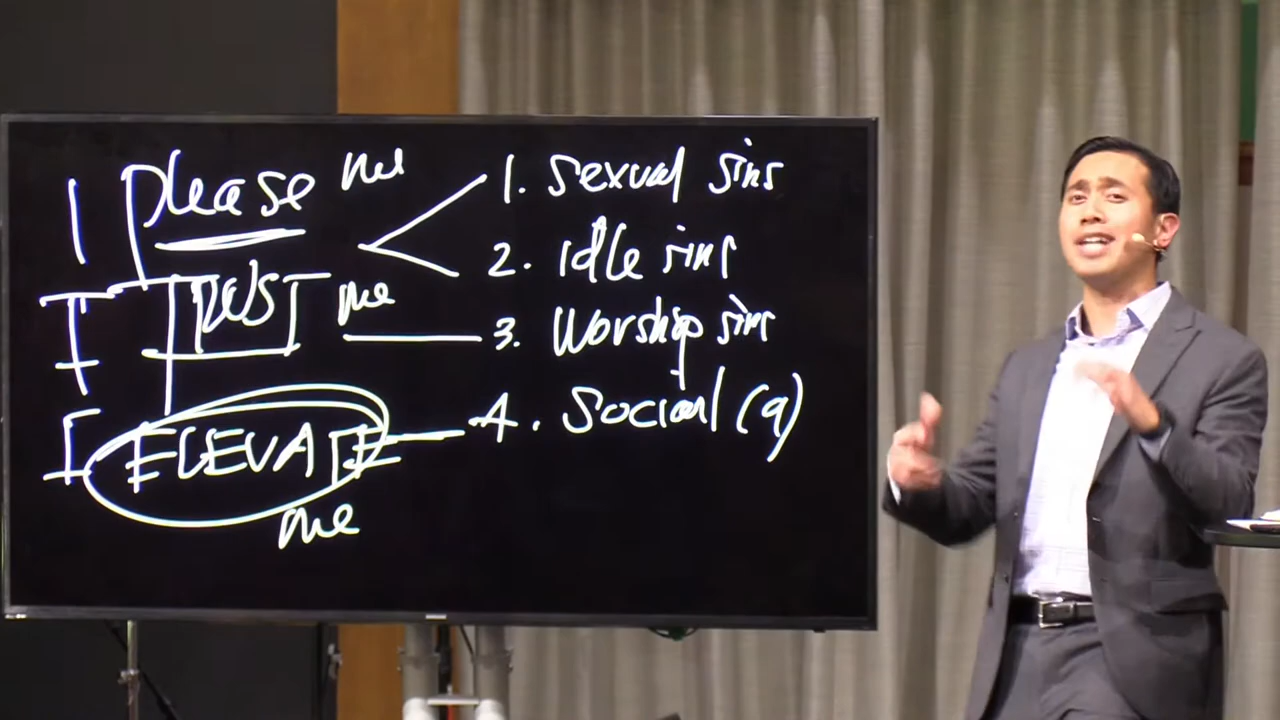 I Please me 1. Sexual sins
2. Idle sins
I TRUST me 3. Worship sins
I ELEVATE me 4. Social (9)